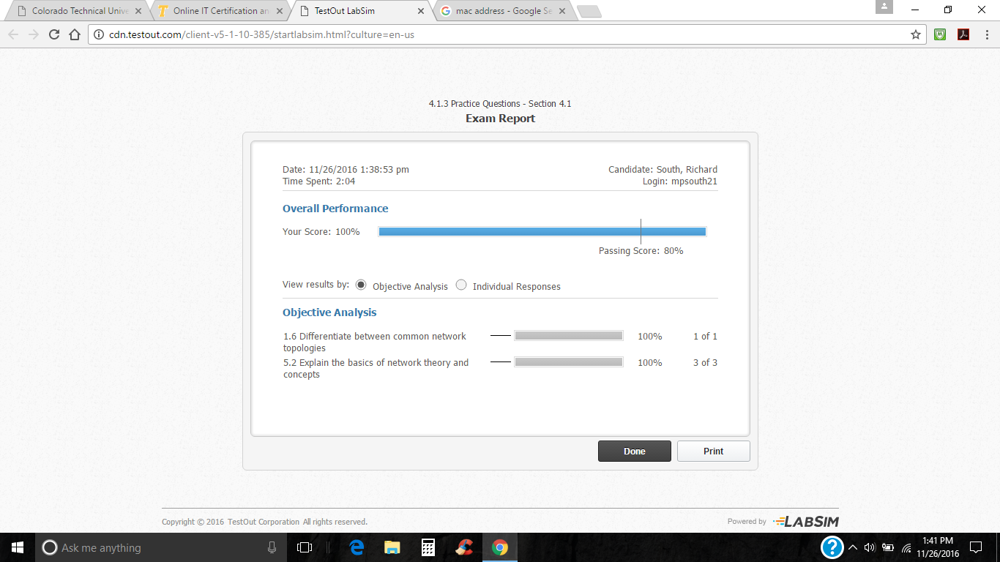 Colorado Technical Unive
Online IT Certification an
TestOut LabSim
mac address - Google Se
cdn.testout.com/client-v5-1-10-385/startlabsim.html?culture=en-us
4.1.3 Practice Questions - Section 4.1
Exam Report
Date: 11/26/2016 1:38:53 pm
Candidate: South, Richard
Time Spent: 2:04
Login: mpsouth21
Overall Performance
Your Score: 100%
Passing Score: 80%
View results by: Objective Analysis Individual Responses
Objective Analysis
1.6 Differentiate between common network topologies 100% 1 of 1
5.2 Explain the basics of network theory and concepts 100% 3 of 3
Done
Print
Copyright © 2016 TestOut Corporation All rights reserved.
Powered by LABSIM
Ask me anything
1:41 PM
11/26/2016